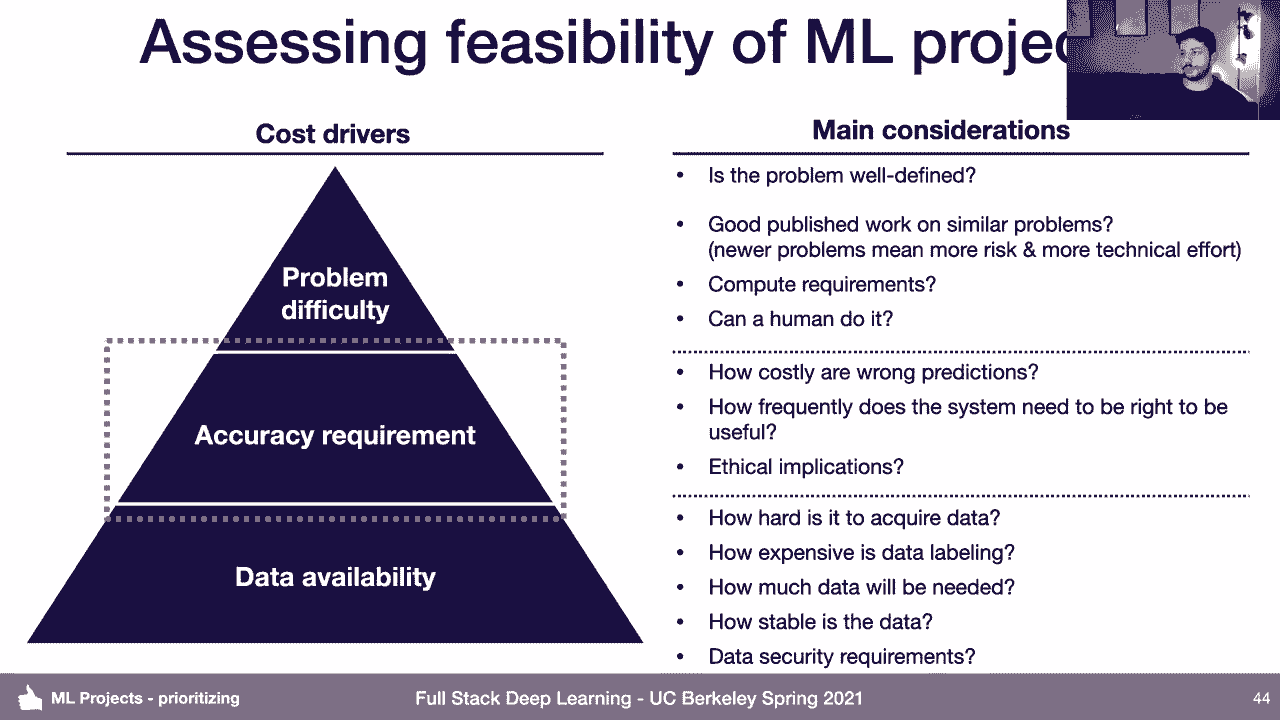 Assessing feasibility of ML projec
Cost drivers
Problem
difficulty
Accuracy requirement
Data availability
Main considerations
• Is the problem well-defined?
• Good published work on similar problems?
(newer problems mean more risk & more technical effort)
• Compute requirements?
• Can a human do it?
• How costly are wrong predictions?
• How frequently does the system need to be right to be
useful?
• Ethical implications?
• How hard is it to acquire data?
• How expensive is data labeling?
• How much data will be needed?
• How stable is the data?
• Data security requirements?
ML Projects - prioritizing
Full Stack Deep Learning - UC Berkeley Spring 2021
44